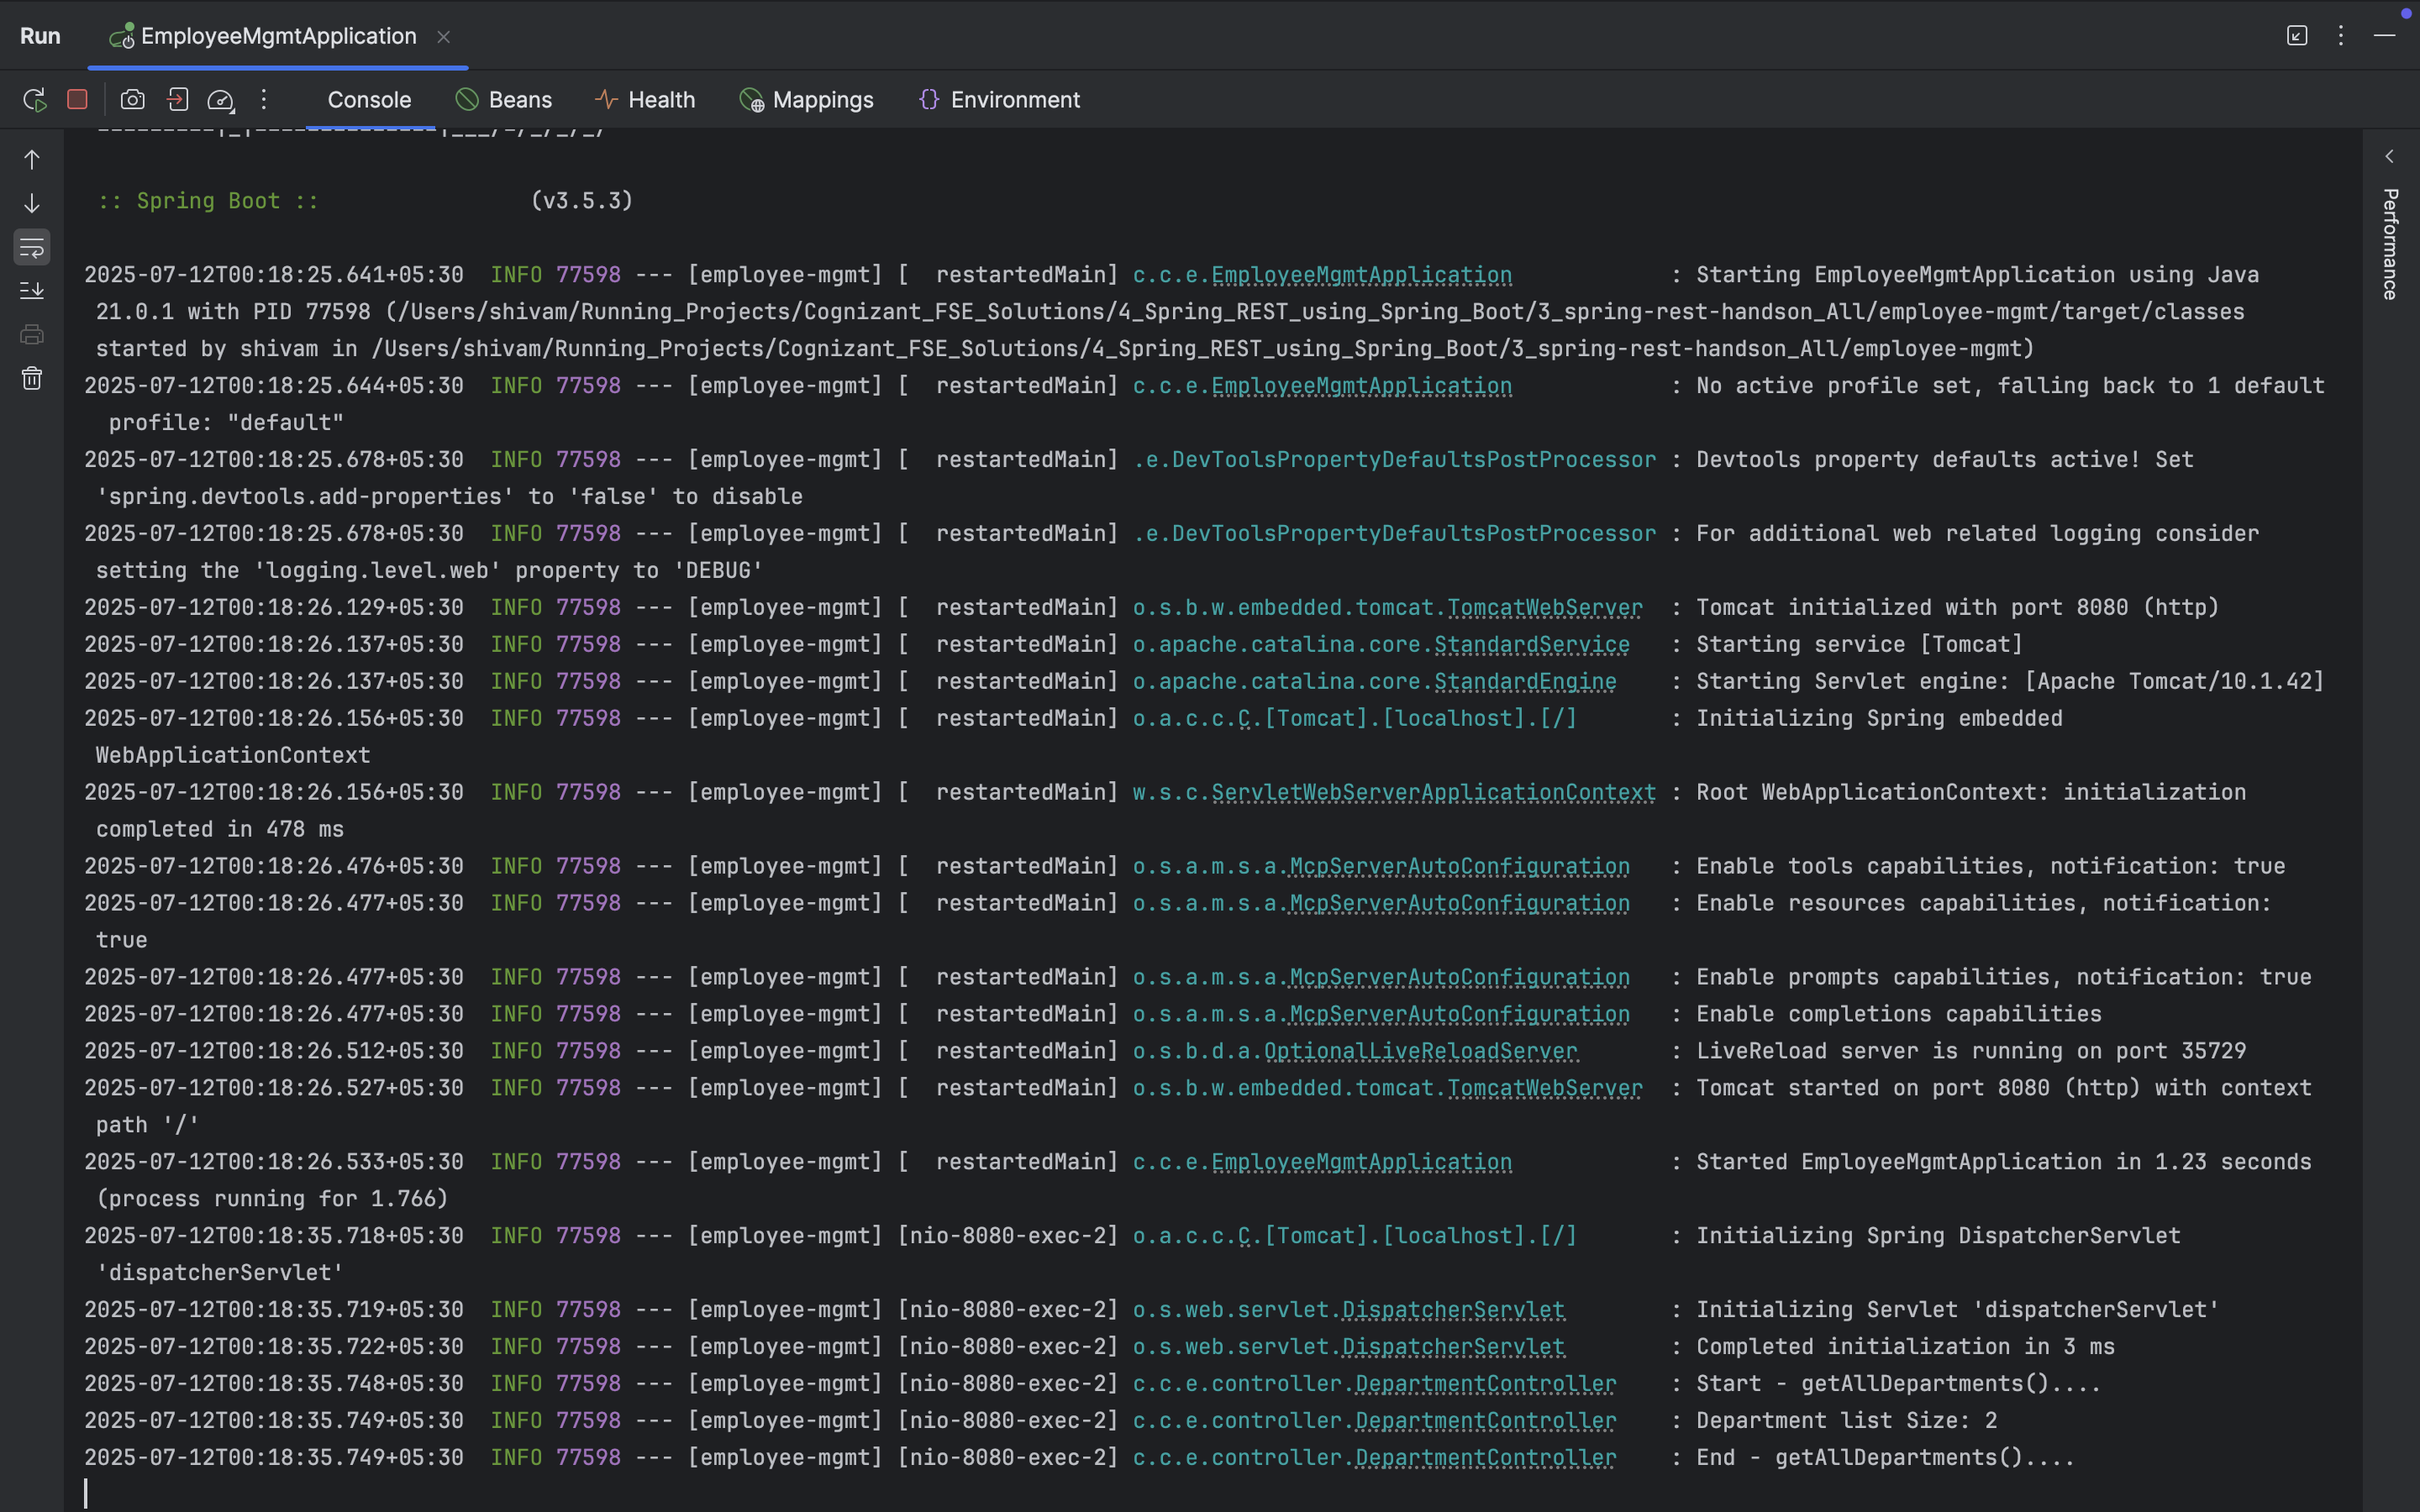 Run EmployeeMgmtApplication
Console Beans Health Mappings Environment
:: Spring Boot :: (v3.5.3)
2025-07-12T00:18:25.641+05:30 INFO 77598 --- [employee-mgmt] [ restartedMain] c.c.e.EmployeeMgmtApplication : Starting EmployeeMgmtApplication using Java
21.0.1 with PID 77598 (/Users/shivam/Running_Projects/Cognizant_FSE_Solutions/4_Spring_REST_using_Spring_Boot/3_spring-rest-handson_All/employee-mgmt/target/classes
started by shivam in /Users/shivam/Running_Projects/Cognizant_FSE_Solutions/4_Spring_REST_using_Spring_Boot/3_spring-rest-handson_All/employee-mgmt)
2025-07-12T00:18:25.644+05:30 INFO 77598 --- [employee-mgmt] [ restartedMain] c.c.e.EmployeeMgmtApplication : No active profile set, falling back to 1 default
profile: "default"
2025-07-12T00:18:25.678+05:30 INFO 77598 --- [employee-mgmt] [ restartedMain] .e.DevToolsPropertyDefaultsPostProcessor : Devtools property defaults active! Set
'spring.devtools.add-properties' to 'false' to disable
2025-07-12T00:18:25.678+05:30 INFO 77598 --- [employee-mgmt] [ restartedMain] .e.DevToolsPropertyDefaultsPostProcessor : For additional web related logging consider
setting the 'logging.level.web' property to 'DEBUG'
2025-07-12T00:18:26.129+05:30 INFO 77598 --- [employee-mgmt] [ restartedMain] o.s.b.w.embedded.tomcat.TomcatWebServer : Tomcat initialized with port 8080 (http)
2025-07-12T00:18:26.137+05:30 INFO 77598 --- [employee-mgmt] [ restartedMain] o.apache.catalina.core.StandardService : Starting service [Tomcat]
2025-07-12T00:18:26.137+05:30 INFO 77598 --- [employee-mgmt] [ restartedMain] o.apache.catalina.core.StandardEngine : Starting Servlet engine: [Apache Tomcat/10.1.42]
2025-07-12T00:18:26.156+05:30 INFO 77598 --- [employee-mgmt] [ restartedMain] o.a.c.c.C.[Tomcat].[localhost].[/] : Initializing Spring embedded
WebApplicationContext
2025-07-12T00:18:26.156+05:30 INFO 77598 --- [employee-mgmt] [ restartedMain] w.s.c.ServletWebServerApplicationContext : Root WebApplicationContext: initialization
completed in 478 ms
2025-07-12T00:18:26.476+05:30 INFO 77598 --- [employee-mgmt] [ restartedMain] o.s.a.m.s.a.McpServerAutoConfiguration : Enable tools capabilities, notification: true
2025-07-12T00:18:26.477+05:30 INFO 77598 --- [employee-mgmt] [ restartedMain] o.s.a.m.s.a.McpServerAutoConfiguration : Enable resources capabilities, notification:
true
2025-07-12T00:18:26.477+05:30 INFO 77598 --- [employee-mgmt] [ restartedMain] o.s.a.m.s.a.McpServerAutoConfiguration : Enable prompts capabilities, notification: true
2025-07-12T00:18:26.477+05:30 INFO 77598 --- [employee-mgmt] [ restartedMain] o.s.a.m.s.a.McpServerAutoConfiguration : Enable completions capabilities
2025-07-12T00:18:26.512+05:30 INFO 77598 --- [employee-mgmt] [ restartedMain] o.s.b.d.a.OptionalLiveReloadServer : LiveReload server is running on port 35729
2025-07-12T00:18:26.527+05:30 INFO 77598 --- [employee-mgmt] [ restartedMain] o.s.b.w.embedded.tomcat.TomcatWebServer : Tomcat started on port 8080 (http) with context
path '/'
2025-07-12T00:18:26.533+05:30 INFO 77598 --- [employee-mgmt] [ restartedMain] c.c.e.EmployeeMgmtApplication : Started EmployeeMgmtApplication in 1.23 seconds
(process running for 1.766)
2025-07-12T00:18:35.718+05:30 INFO 77598 --- [employee-mgmt] [nio-8080-exec-2] o.a.c.c.C.[Tomcat].[localhost].[/] : Initializing Spring DispatcherServlet
'dispatcherServlet'
2025-07-12T00:18:35.719+05:30 INFO 77598 --- [employee-mgmt] [nio-8080-exec-2] o.s.web.servlet.DispatcherServlet : Initializing Servlet 'dispatcherServlet'
2025-07-12T00:18:35.722+05:30 INFO 77598 --- [employee-mgmt] [nio-8080-exec-2] o.s.web.servlet.DispatcherServlet : Completed initialization in 3 ms
2025-07-12T00:18:35.748+05:30 INFO 77598 --- [employee-mgmt] [nio-8080-exec-2] c.c.e.controller.DepartmentController : Start - getAllDepartments()....
2025-07-12T00:18:35.749+05:30 INFO 77598 --- [employee-mgmt] [nio-8080-exec-2] c.c.e.controller.DepartmentController : Department list Size: 2
2025-07-12T00:18:35.749+05:30 INFO 77598 --- [employee-mgmt] [nio-8080-exec-2] c.c.e.controller.DepartmentController : End - getAllDepartments()....
Performance